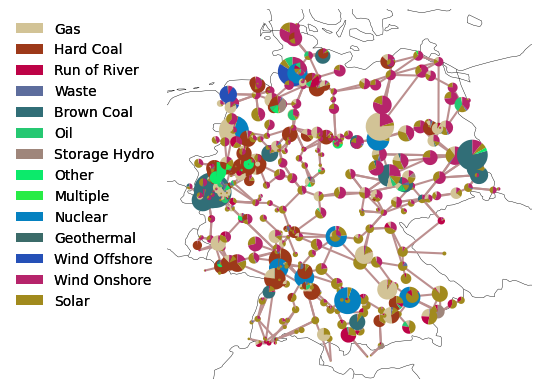 Gas
Hard Coal
Run of River
Waste
Brown Coal
Oil
Storage Hydro
Other
Multiple
Nuclear
Geothermal
Wind Offshore
Wind Onshore
Solar